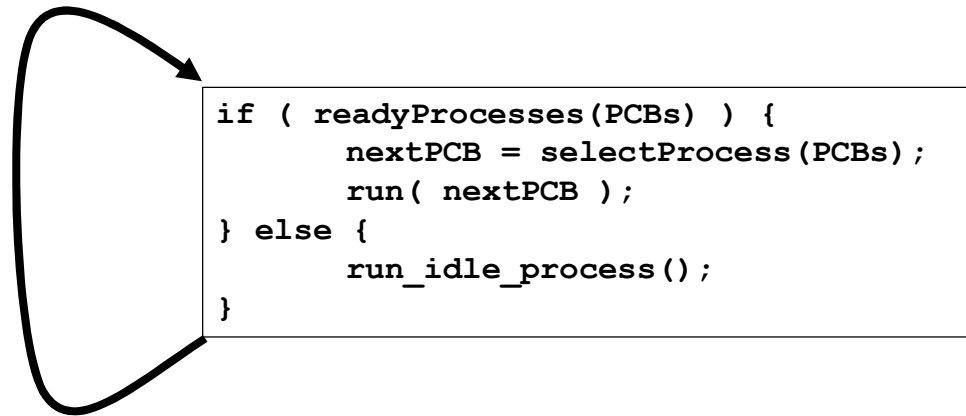 if ( readyProcesses(PCBs) ) {
nextPCB = selectProcess(PCBs);
run( nextPCB );
} else {
run_idle_process();
}